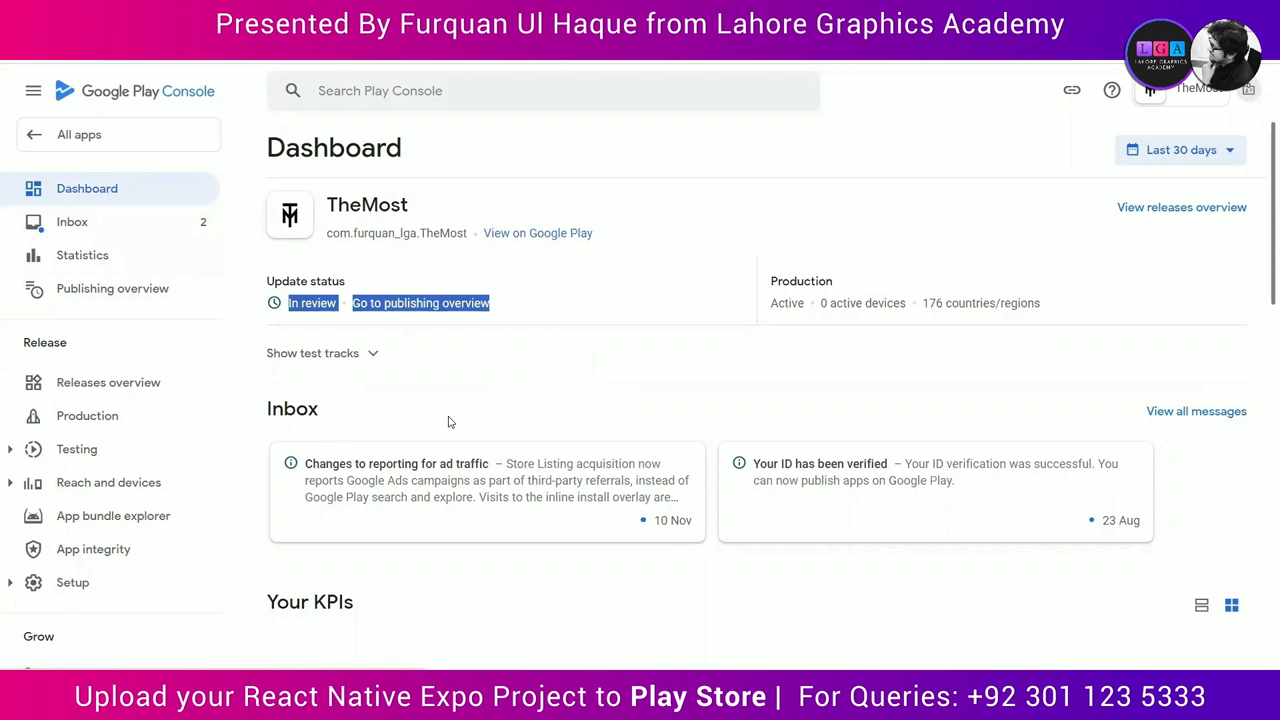 Presented By Furquan Ul Haque from Lahore Graphics Academy
LGA
LAHORE GRAPHICS
ACADEMY
Google Play Console
Search Play Console
TheMost
All apps
Dashboard
Last 30 days
Dashboard
TheMost
View releases overview
com.furquan_lga.TheMost • View on Google Play
Inbox 2
Statistics
Publishing overview
Update status
In review • Go to publishing overview
Production
Active • 0 active devices • 176 countries/regions
Show test tracks
Release
Releases overview
Production
Testing
Reach and devices
App bundle explorer
App integrity
Setup
Grow
Inbox
View all messages
Changes to reporting for ad traffic – Store Listing acquisition now
reports Google Ads campaigns as part of third-party referrals, instead of
Google Play search and explore. Visits to the inline install overlay are…
• 10 Nov
Your ID has been verified – Your ID verification was successful. You
can now publish apps on Google Play.
• 23 Aug
Your KPIs
Upload your React Native Expo Project to Play Store | For Queries: +92 301 123 5333